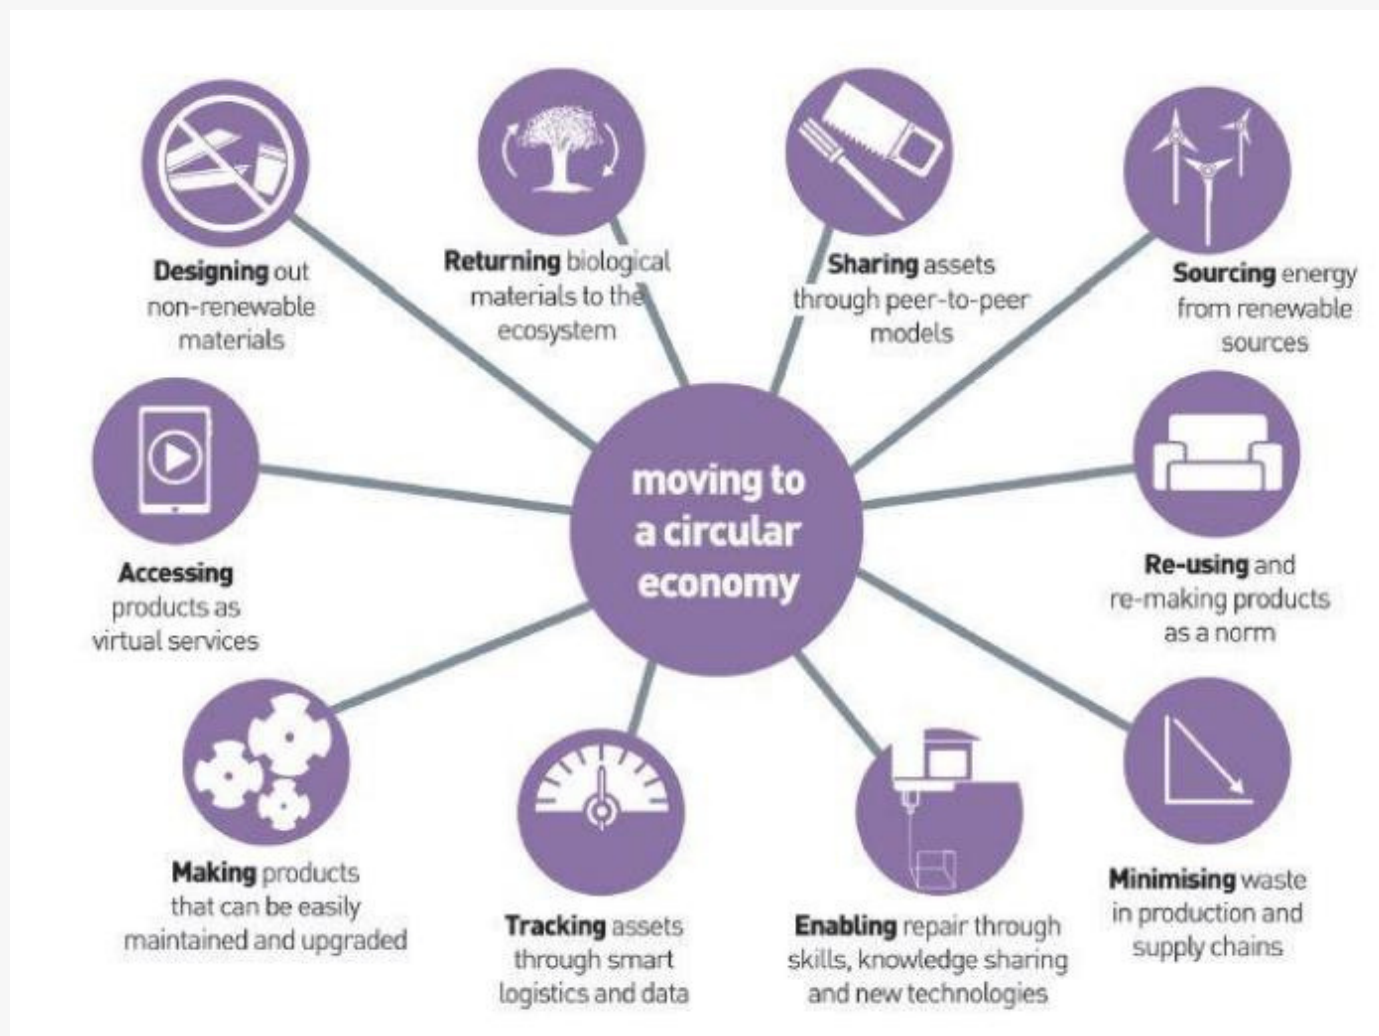 Designing out
non-renewable
materials
Returning biological
materials to the
ecosystem
Sharing assets
through peer-to-peer
models
Sourcing energy
from renewable
sources
Accessing
products as
virtual services
moving to
a circular
economy
Re-using and
re-making products
as a norm
Making products
that can be easily
maintained and upgraded
Tracking assets
through smart
logistics and data
Enabling repair through
skills, knowledge sharing
and new technologies
Minimising waste
in production and
supply chains